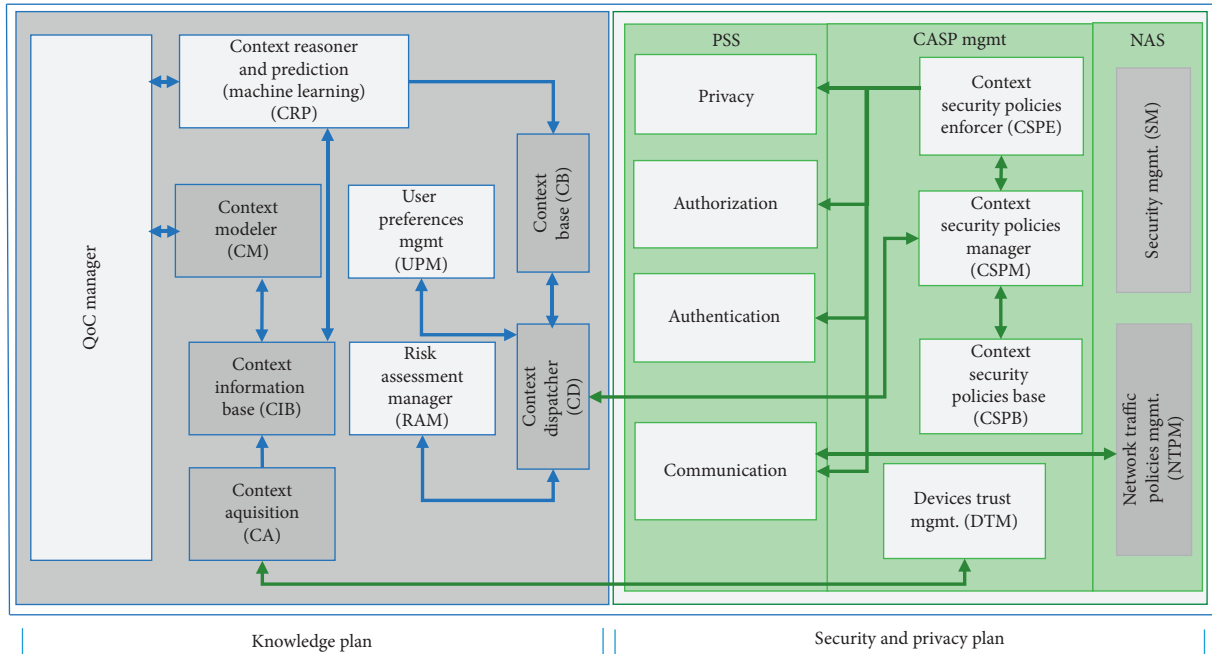 QoC manager
Context reasoner
and prediction
(machine learning)
(CRP)
Context
modeler
(CM)
Context
information
base (CIB)
Context
aquisition
(CA)
User
preferences
mgmt
(UPM)
Risk
assessment
manager
(RAM)
Context
base (CB)
Context
dispatcher
(CD)
PSS
Privacy
Authorization
Authentication
Communication
CASP mgmt
Context
security policies
enforcer (CSPE)
Context
security policies
manager
(CSPM)
Context
security
policies base
(CSPB)
Devices trust
mgmt. (DTM)
NAS
Security mgmt. (SM)
Network traffic
policies mgmt.
(NTPM)
Knowledge plan
Security and privacy plan